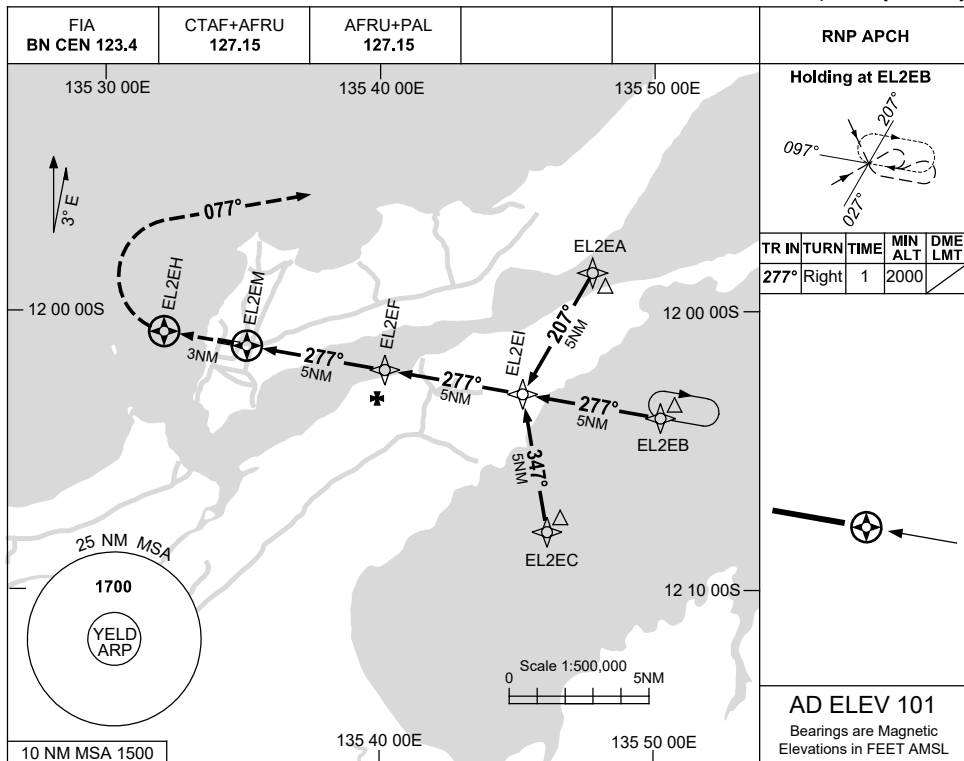 FIA
BN CEN 123.4
CTAF+AFRU
127.15
AFRU+PAL
127.15
RNP APCH
135 30 00E
135 40 00E
135 50 00E
3° E
077°
EL2EH
EL2EM
EL2EF
EL2EI
EL2EA
12 00 00S
12 00 00S
3NM
277°
5NM
277°
5NM
207°
5NM
277°
5NM
EL2EB
347°
5NM
EL2EC
25 NM MSA
1700
YELD
ARP
12 10 00S
Scale 1:500,000
0
5NM
10 NM MSA 1500
135 40 00E
135 50 00E
Holding at EL2EB
207°
097°
027°
TR IN TURN TIME MIN ALT DME LMT
277° Right 1 2000
AD ELEV 101
Bearings are Magnetic
Elevations in FEET AMSL